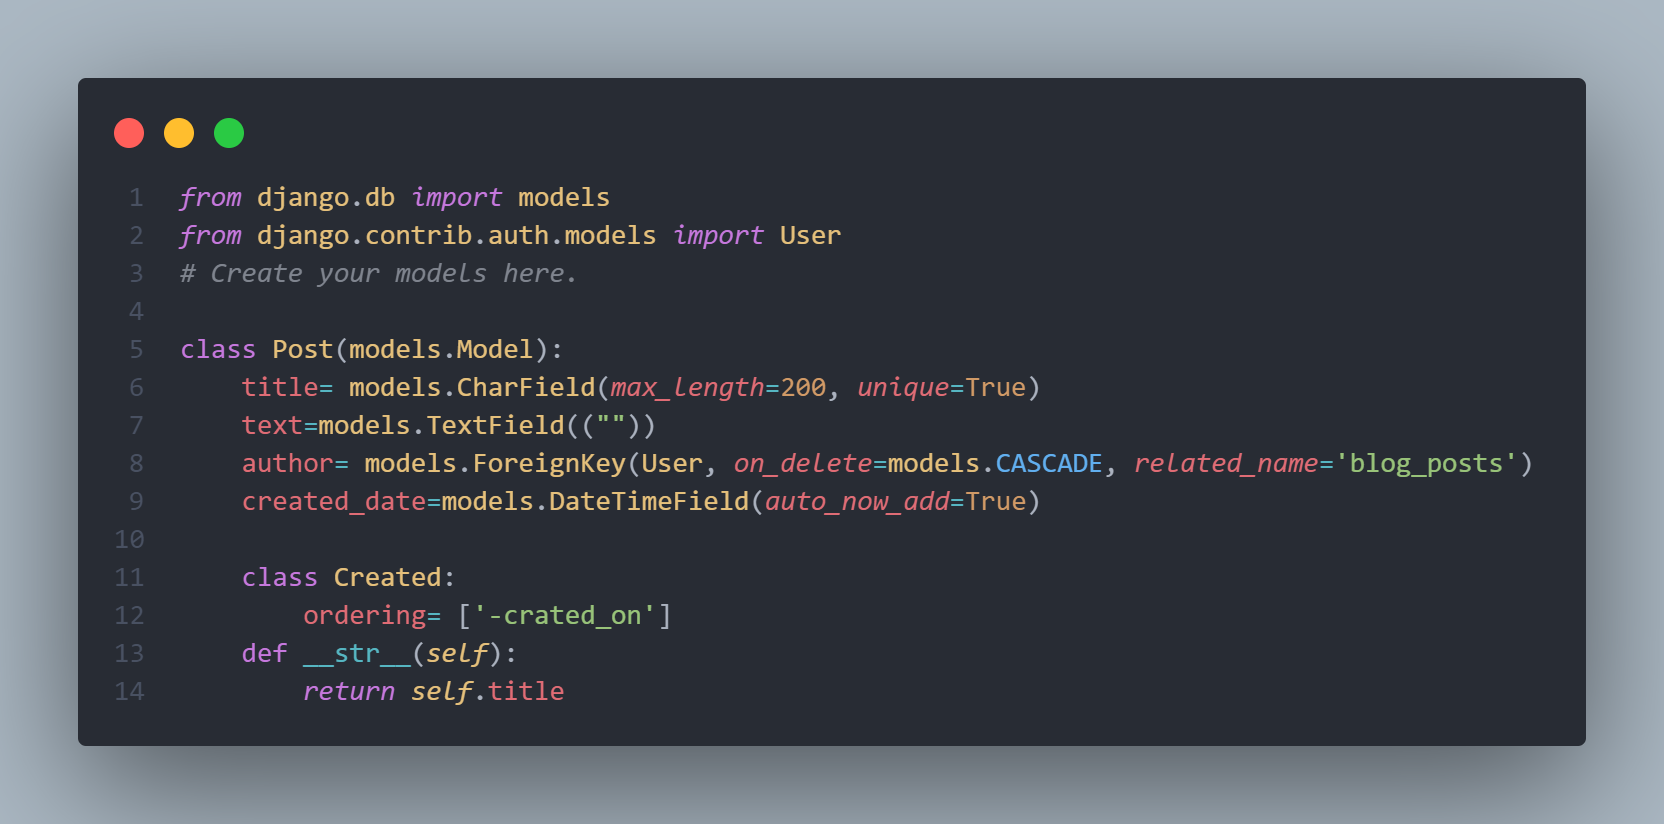 1 from django.db import models
2 from django.contrib.auth.models import User
3 # Create your models here.
4
5 class Post(models.Model):
6     title= models.CharField(max_length=200, unique=True)
7     text=models.TextField((""))
8     author= models.ForeignKey(User, on_delete=models.CASCADE, related_name='blog_posts')
9     created_date=models.DateTimeField(auto_now_add=True)
10
11     class Created:
12         ordering= ['-crated_on']
13     def __str__(self):
14         return self.title